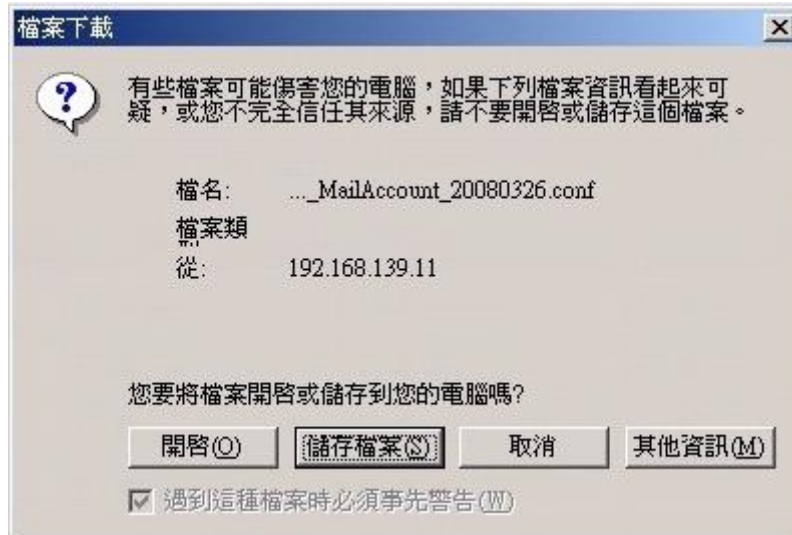 檔案下載
有些檔案可能傷害您的電腦，如果下列檔案資訊看起來可
疑，或您不完全信任其來源，請不要開啟或儲存這個檔案。
檔名: ..._MailAccount_20080326.conf
檔案類
從: 192.168.139.11
您要將檔案開啟或儲存到您的電腦嗎?
開啟(O) 儲存檔案(S) 取消 其他資訊(M)
遇到這種檔案時必須事先警告(W)